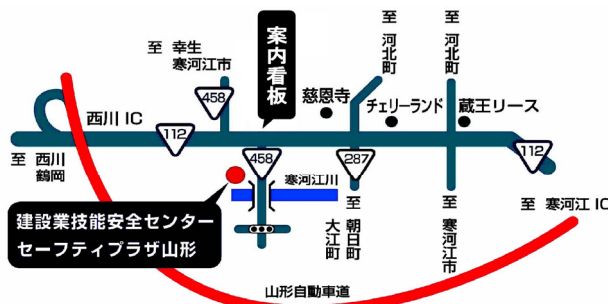 至 幸生
寒河江市
458
案内看板
至 河北町
至 河北町
慈恩寺
チェリーランド
蔵王リース
西川 IC
112
至 西川
鶴岡
458
287
112
寒河江川
至 寒河江 IC
建設業技能安全センター
セーフティプラザ山形
至 朝日町
大江町
至 寒河江市
山形自動車道